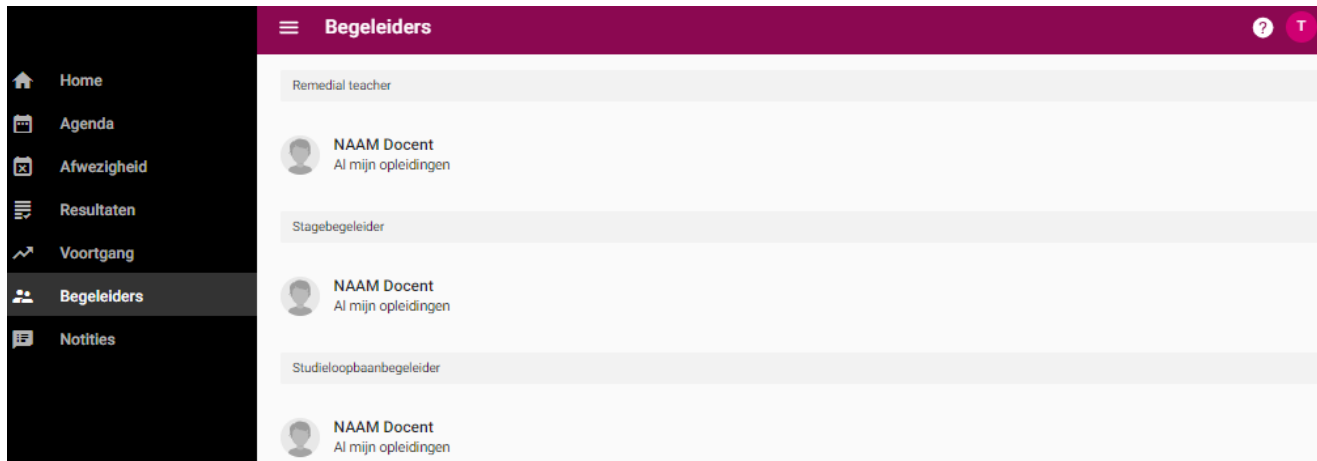 Begeleiders
?
T
Home
Agenda
Afwezigheid
Resultaten
Voortgang
Begeleiders
Notities
Remedial teacher
NAAM Docent
Al mijn opleidingen
Stagebegeleider
NAAM Docent
Al mijn opleidingen
Studieloopbaanbegeleider
NAAM Docent
Al mijn opleidingen